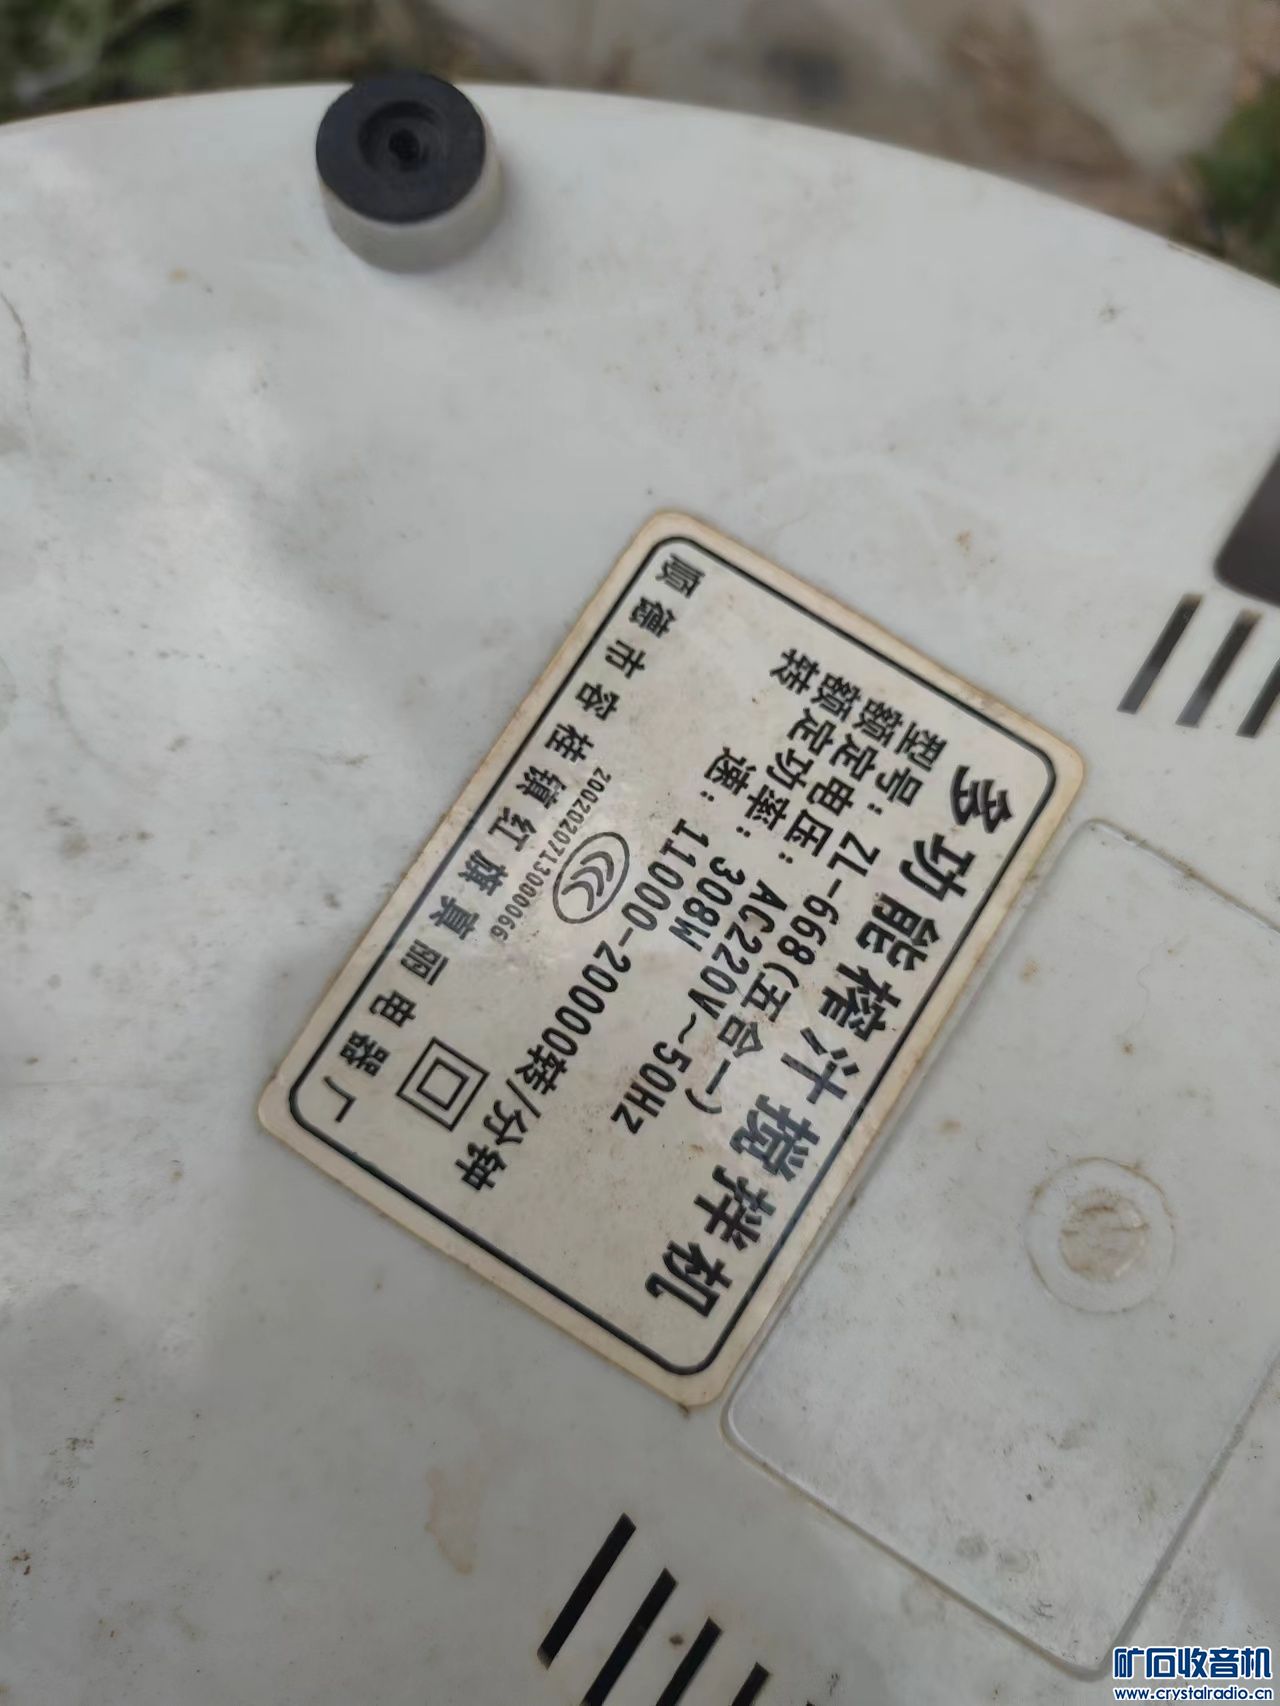 多功能榨汁搅拌机
型号: ZL-668(五合一)
额定电压: AC220V~50Hz
额定功率: 308W
转速: 11000-20000转/分钟
2002020713000066
顺德市容桂镇红旗真丽电器厂
矿石收音机
www.crystalradio.cn